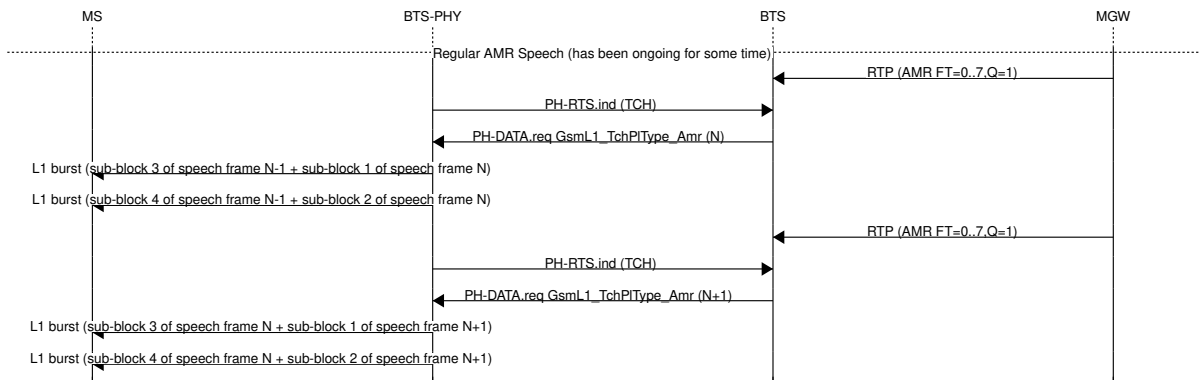 MS BTS-PHY BTS MGW
Regular AMR Speech (has been ongoing for some time)
RTP (AMR FT=0..7,Q=1)
PH-RTS.ind (TCH)
PH-DATA.req GsmL1_TchPlType_Amr (N)
L1 burst (sub-block 3 of speech frame N-1 + sub-block 1 of speech frame N)
L1 burst (sub-block 4 of speech frame N-1 + sub-block 2 of speech frame N)
RTP (AMR FT=0..7,Q=1)
PH-RTS.ind (TCH)
PH-DATA.req GsmL1_TchPlType_Amr (N+1)
L1 burst (sub-block 3 of speech frame N + sub-block 1 of speech frame N+1)
L1 burst (sub-block 4 of speech frame N + sub-block 2 of speech frame N+1)